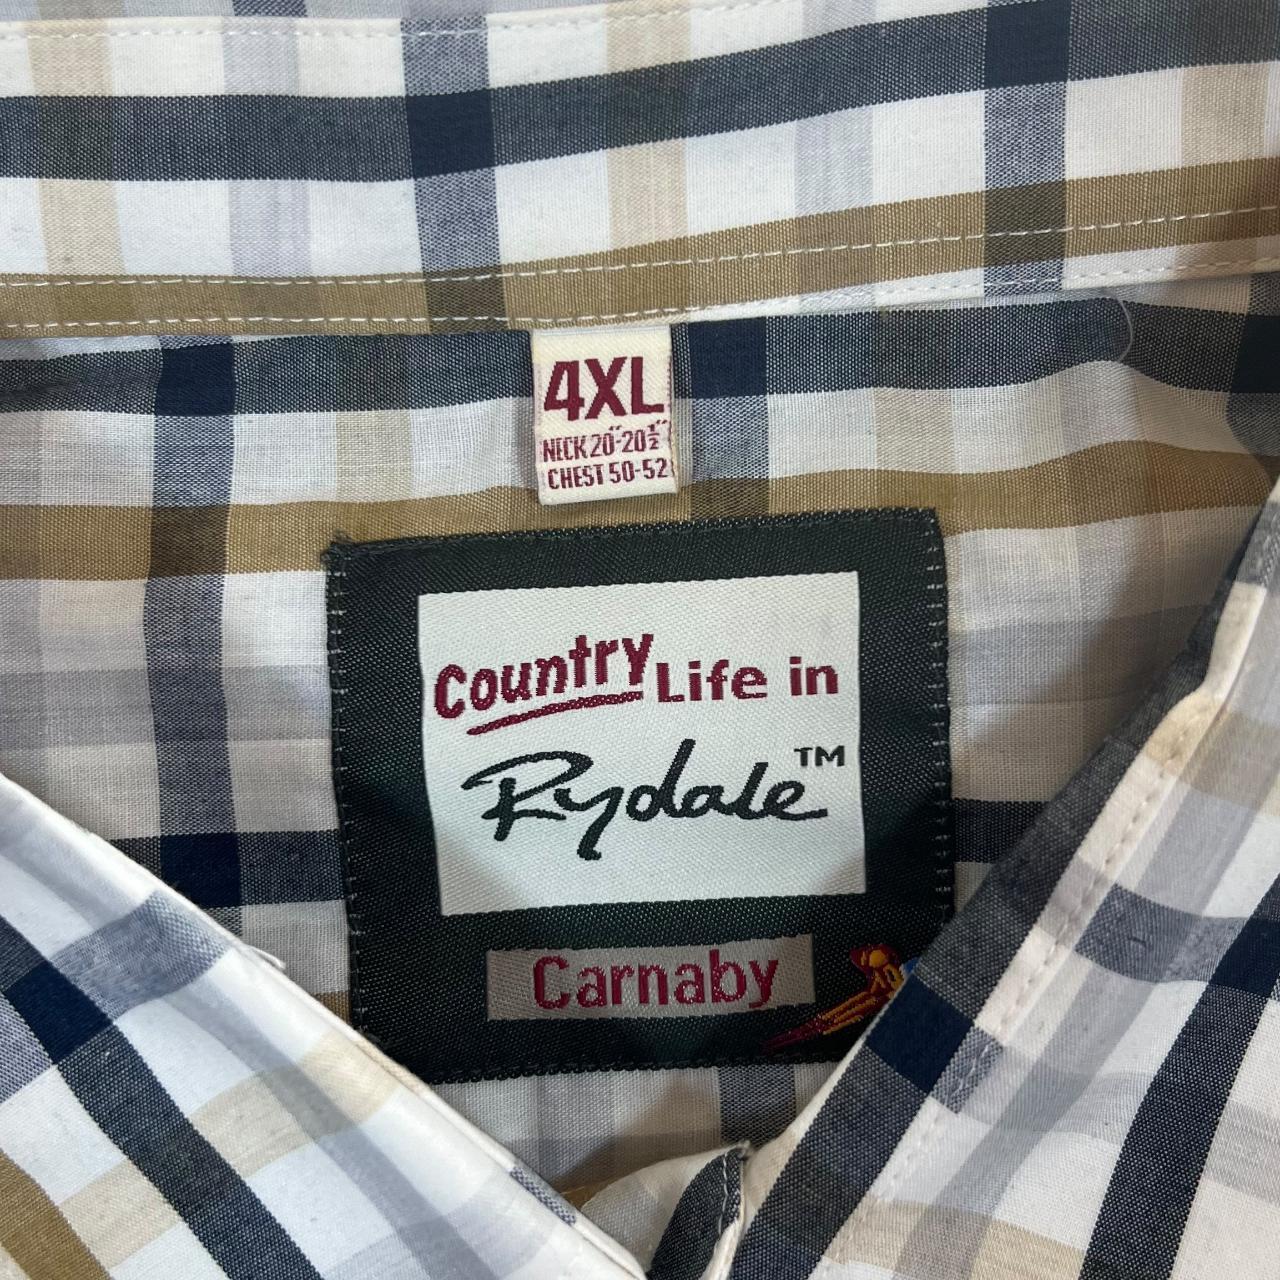 4XL
NECK 20"-20½"
CHEST 50-52
Country Life in
Rydale™
Carnaby